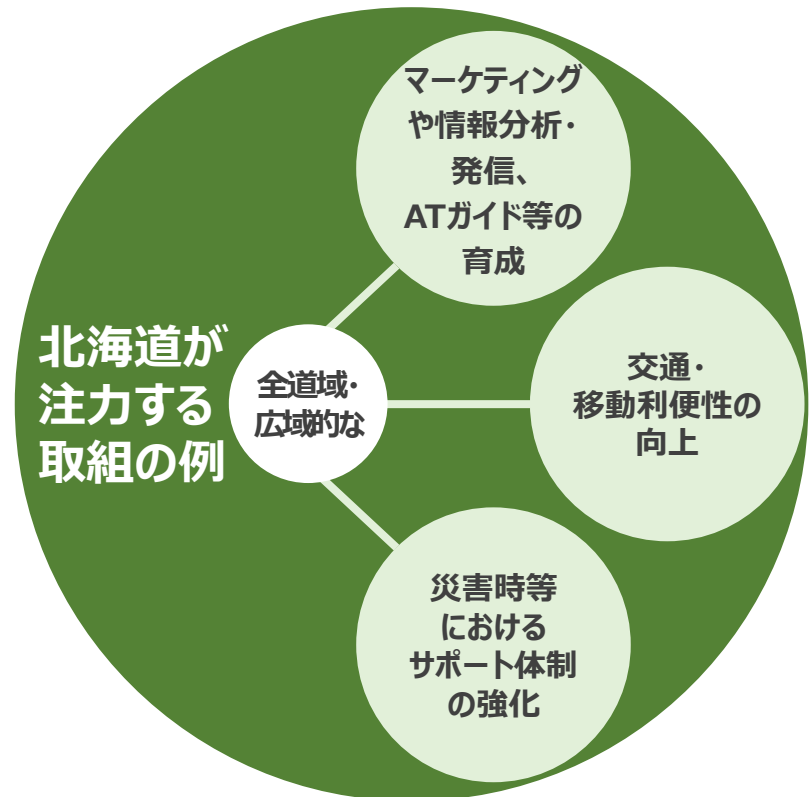 北海道が
注力する
取組の例
全道域・
広域的な
マーケティング
や情報分析・
発信、
ATガイド等の
育成
交通・
移動利便性の
向上
災害時等
における
サポート体制
の強化